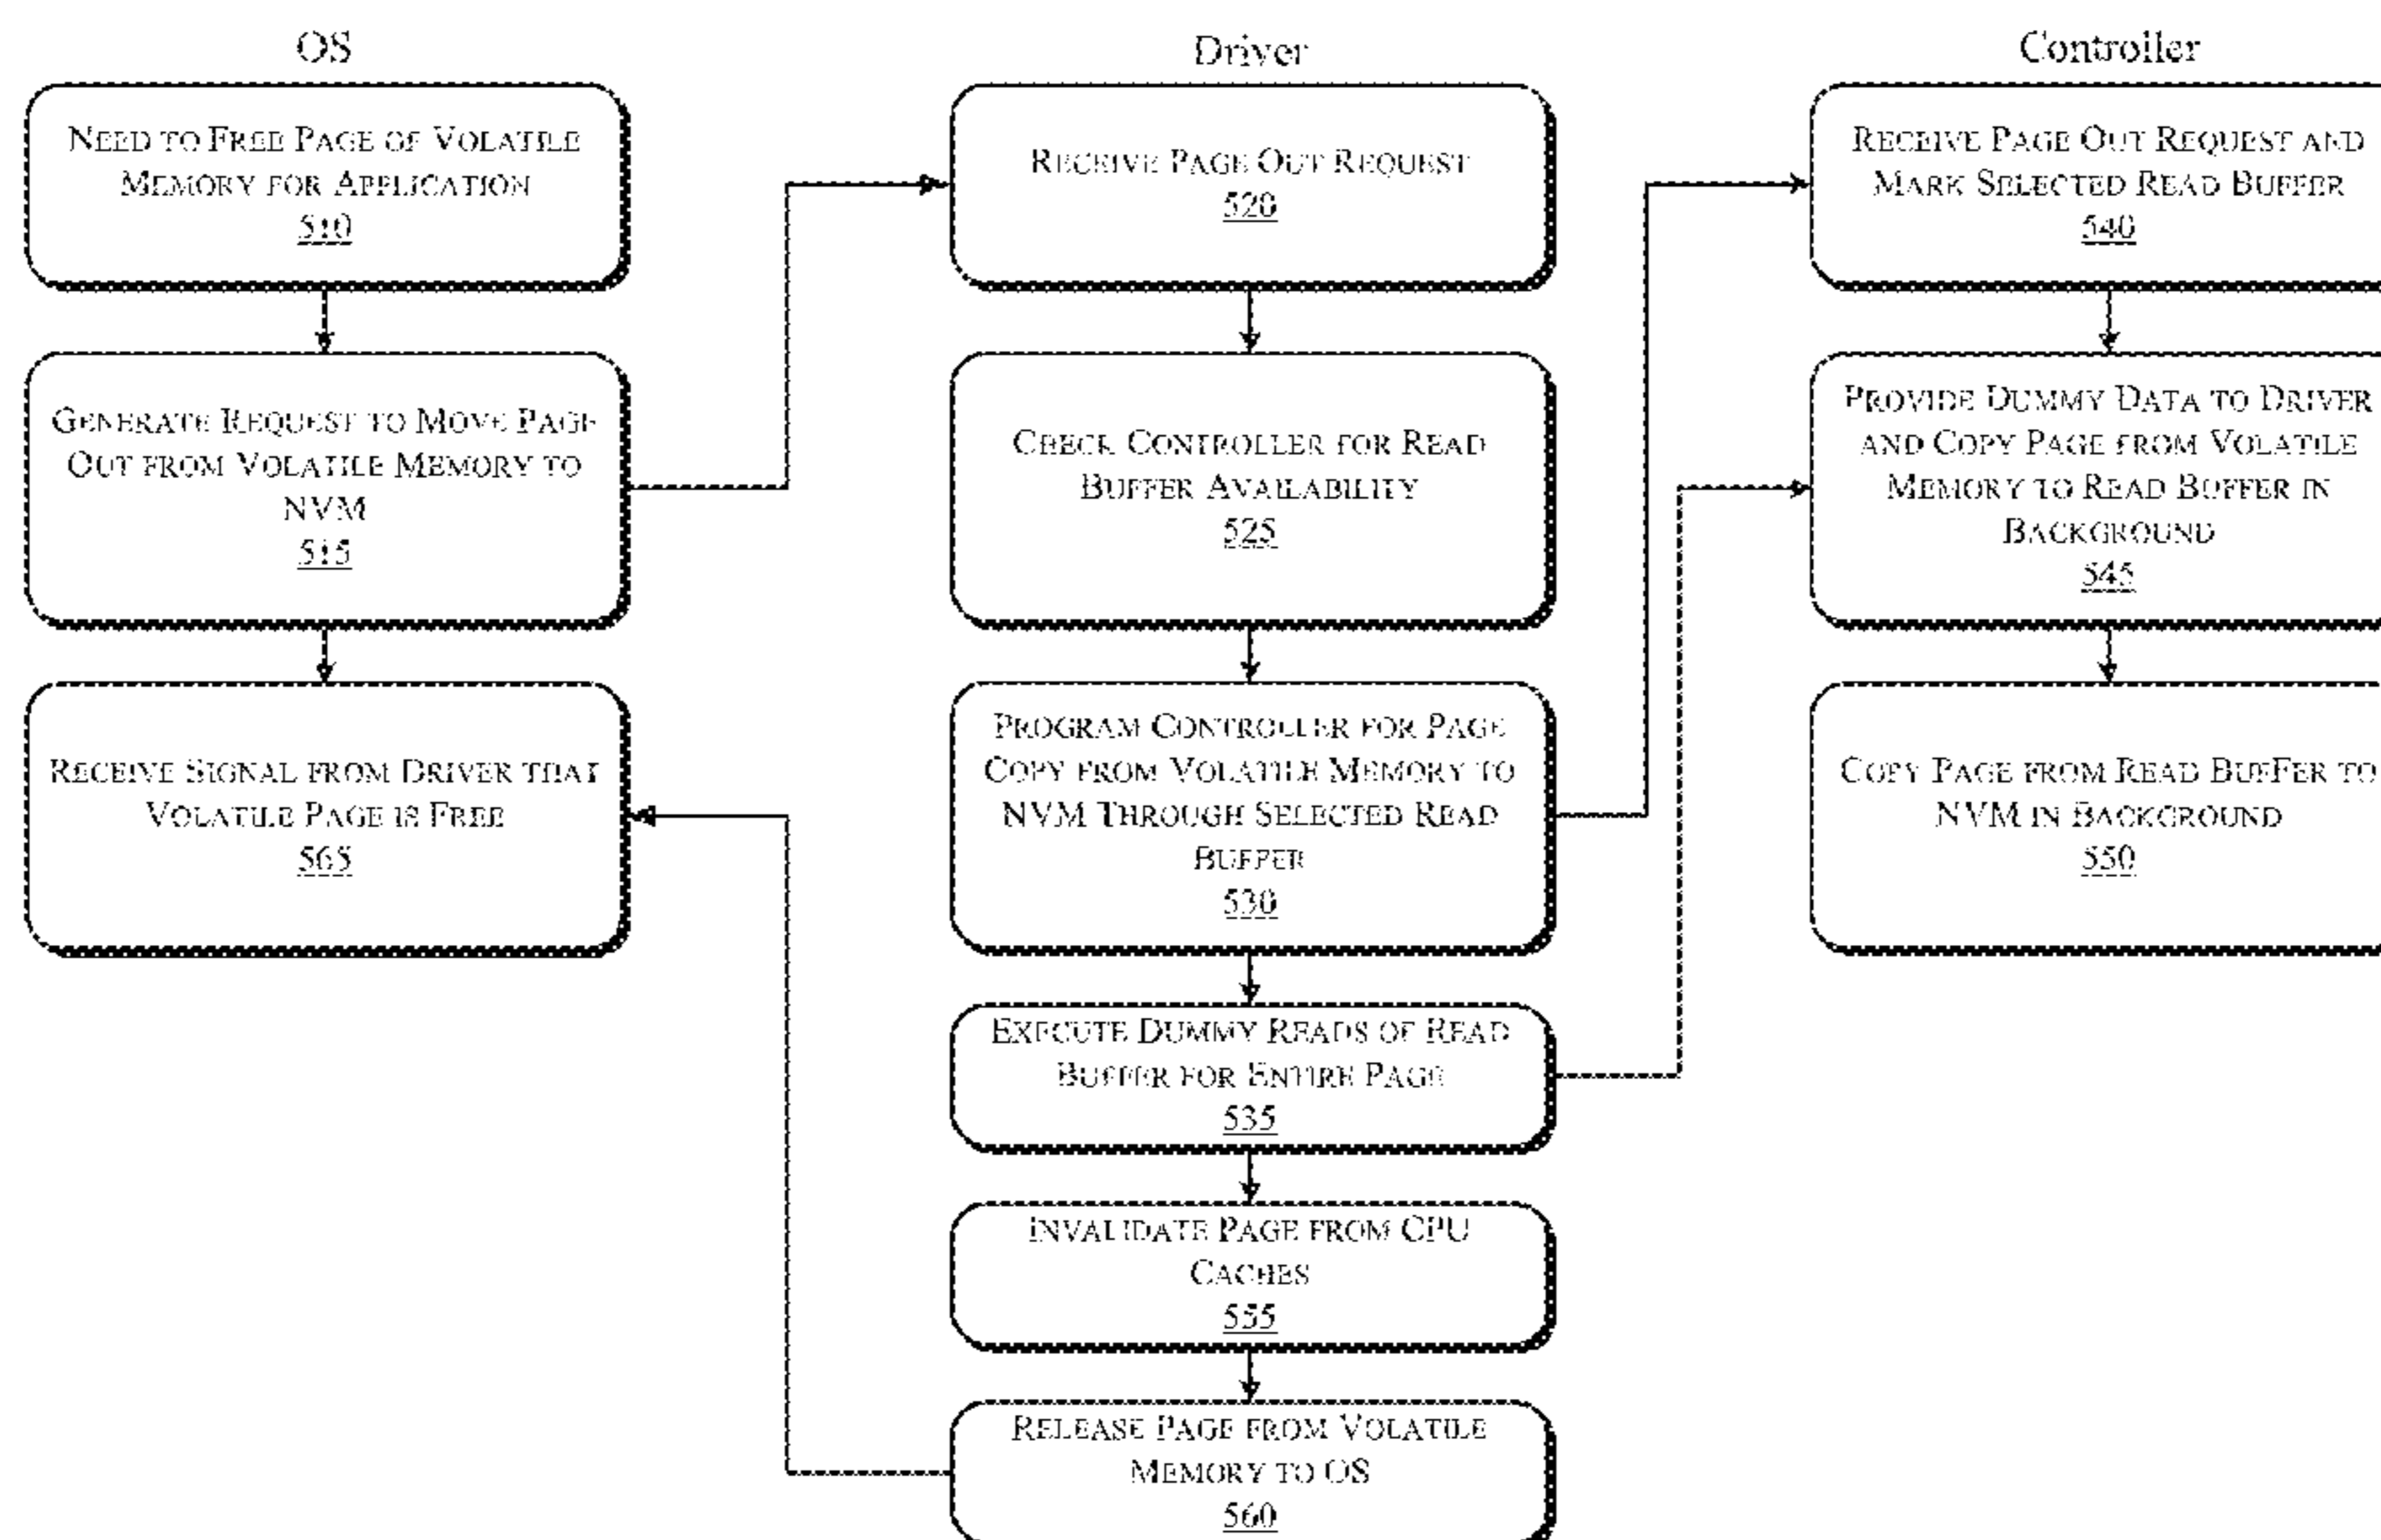 OS
NEED TO FREE PAGE OF VOLATILE
MEMORY FOR APPLICATION
510
GENERATE REQUEST TO MOVE PAGE
OUT FROM VOLATILE MEMORY TO
NVM
515
RECEIVE SIGNAL FROM DRIVER THAT
VOLATILE PAGE IS FREE
565
Driver
RECEIVE PAGE OUT REQUEST
520
CHECK CONTROLLER FOR READ
BUFFER AVAILABILITY
525
PROGRAM CONTROLLER FOR PAGE
COPY FROM VOLATILE MEMORY TO
NVM THROUGH SELECTED READ
BUFFER
530
EXECUTE DUMMY READS OF READ
BUFFER FOR ENTIRE PAGE
535
INVALIDATE PAGE FROM CPU
CACHES
555
RELEASE PAGE FROM VOLATILE
MEMORY TO OS
560
Controller
RECEIVE PAGE OUT REQUEST AND
MARK SELECTED READ BUFFER
540
PROVIDE DUMMY DATA TO DRIVER
AND COPY PAGE FROM VOLATILE
MEMORY TO READ BUFFER IN
BACKGROUND
545
COPY PAGE FROM READ BUFFER TO
NVM IN BACKGROUND
550